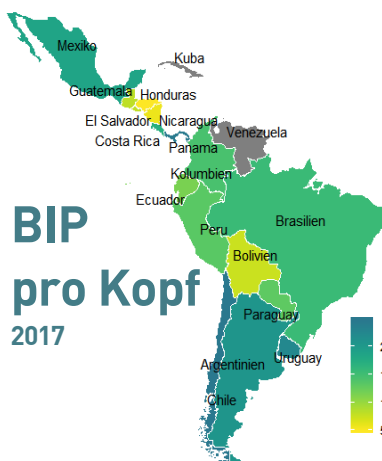 Kuba
Mexiko
Guatemala
Honduras
El Salvador
Nicaragua
Costa Rica
Panama
Venezuela
Kolumbien
Ecuador
Peru
Brasilien
Bolivien
Paraguay
Uruguay
Argentinien
Chile
BIP
pro Kopf
2017